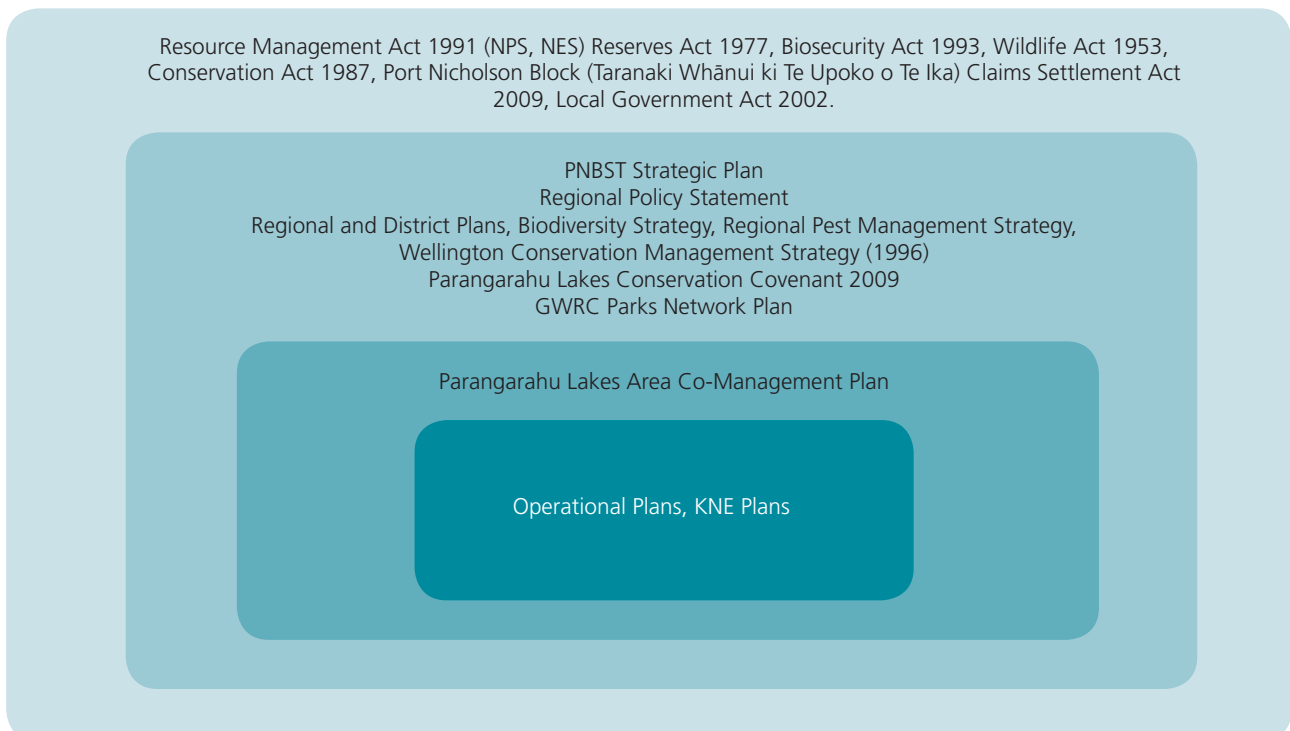 Resource Management Act 1991 (NPS, NES) Reserves Act 1977, Biosecurity Act 1993, Wildlife Act 1953,
Conservation Act 1987, Port Nicholson Block (Taranaki Whānui ki Te Upoko o Te Ika) Claims Settlement Act
2009, Local Government Act 2002.
PNBST Strategic Plan
Regional Policy Statement
Regional and District Plans, Biodiversity Strategy, Regional Pest Management Strategy,
Wellington Conservation Management Strategy (1996)
Parangarahu Lakes Conservation Covenant 2009
GWRC Parks Network Plan
Parangarahu Lakes Area Co-Management Plan
Operational Plans, KNE Plans